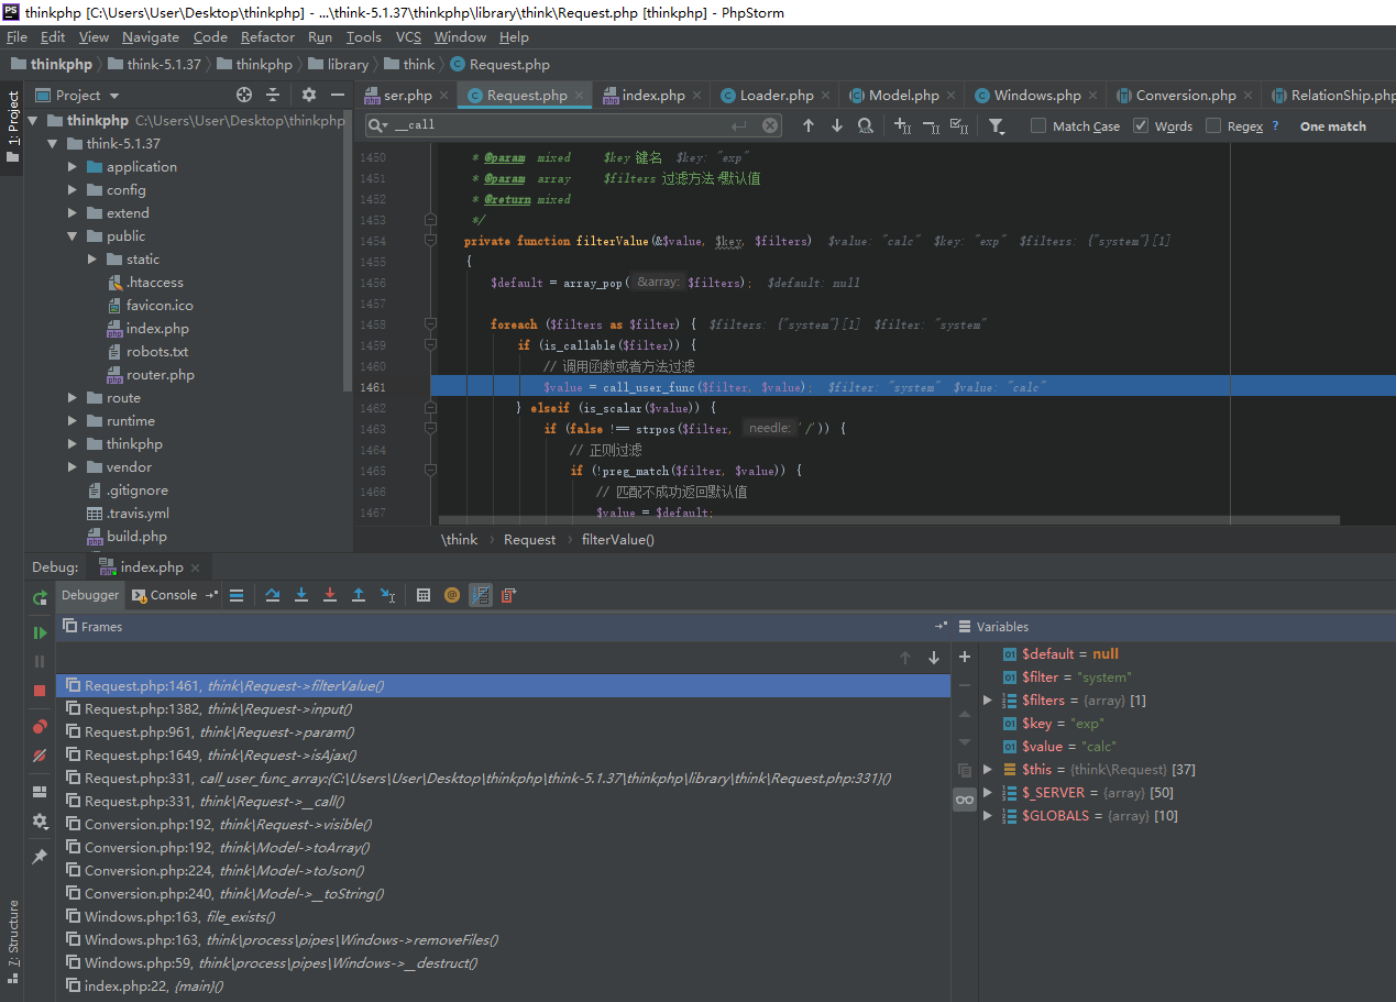 thinkphp [C:\Users\User\Desktop\thinkphp] - ...\think-5.1.37\thinkphp\library\think\Request.php [thinkphp] - PhpStorm
File Edit View Navigate Code Refactor Run Tools VCS Window Help
thinkphp think-5.1.37 thinkphp library think Request.php
1: Project
Project
ser.php Request.php index.php Loader.php Model.php Windows.php Conversion.php RelationShip.php
thinkphp C:\Users\User\Desktop\thinkphp
think-5.1.37
application
config
extend
public
static
.htaccess
favicon.ico
index.php
robots.txt
router.php
route
runtime
thinkphp
vendor
.gitignore
.travis.yml
build.php
__call Match Case Words Regex ? One match
1450 * @param mixed $key 键名 $key: "exp"
1451 * @param array $filters 过滤方法+默认值
1452 * @return mixed
1453 */
1454 private function filterValue(&$value, $key, $filters) $value: "calc" $key: "exp" $filters: {"system"}[1]
1455 {
1456 $default = array_pop( &array: $filters); $default: null
1457
1458 foreach ($filters as $filter) { $filters: {"system"}[1] $filter: "system"
1459 if (is_callable($filter)) {
1460 // 调用函数或者方法过滤
1461 $value = call_user_func($filter, $value); $filter: "system" $value: "calc"
1462 } elseif (is_scalar($value)) {
1463 if (false !== strpos($filter, needle: '/')) {
1464 // 正则过滤
1465 if (!preg_match($filter, $value)) {
1466 // 匹配不成功返回默认值
1467 $value = $default;
\think Request filterValue()
Debug: index.php
Debugger Console
Frames
Request.php:1461, think\Request->filterValue()
Request.php:1382, think\Request->input()
Request.php:961, think\Request->param()
Request.php:1649, think\Request->isAjax()
Request.php:331, call_user_func_array:{C:\Users\User\Desktop\thinkphp\think-5.1.37\thinkphp\library\think\Request.php:331}()
Request.php:331, think\Request->__call()
Conversion.php:192, think\Request->visible()
Conversion.php:192, think\Model->toArray()
Conversion.php:224, think\Model->toJson()
Conversion.php:240, think\Model->__toString()
Windows.php:163, file_exists()
Windows.php:163, think\process\pipes\Windows->removeFiles()
Windows.php:59, think\process\pipes\Windows->__destruct()
index.php:22, {main}()
Variables
$default = null
$filter = "system"
$filters = {array} [1]
$key = "exp"
$value = "calc"
$this = {think\Request} [37]
$_SERVER = {array} [50]
$GLOBALS = {array} [10]
7: Structure